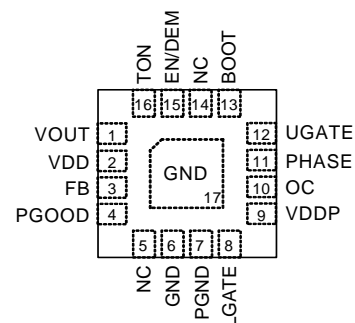 TON
EN/DEM
NC
BOOT
16 15 14 13
VOUT 1
VDD 2
FB 3
PGOOD 4
GND
17
12 UGATE
11 PHASE
10 OC
9 VDDP
5 6 7 8
NC
GND
PGND
LGATE